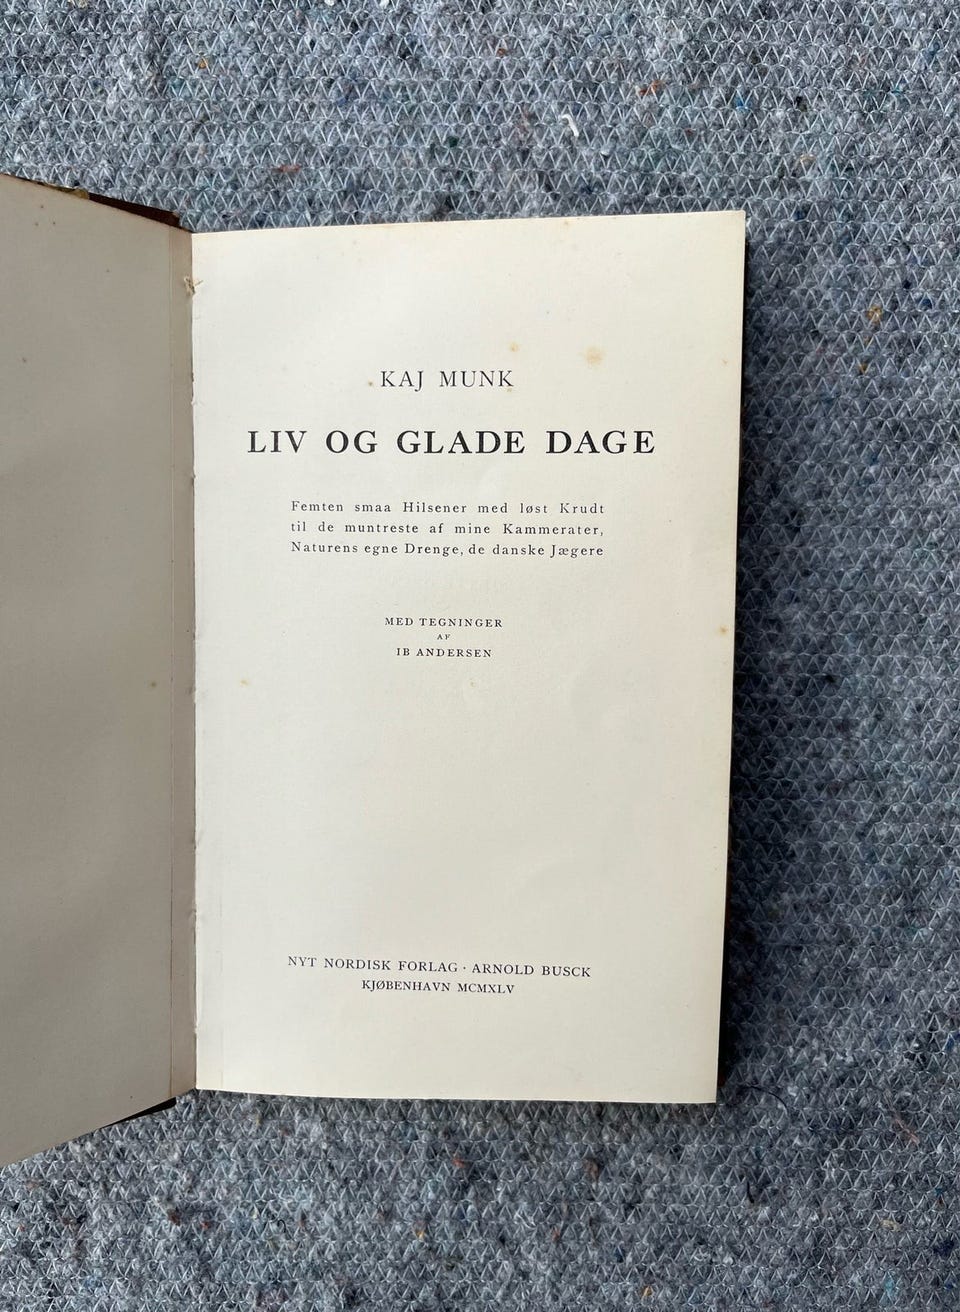 KAJ MUNK
LIV OG GLADE DAGE
Femten smaa Hilsener med løst Krudt
til de muntreste af mine Kammerater,
Naturens egne Drenge, de danske Jægere
MED TEGNINGER
AF
IB ANDERSEN
NYT NORDISK FORLAG · ARNOLD BUSCK
KJØBENHAVN MCMXLV